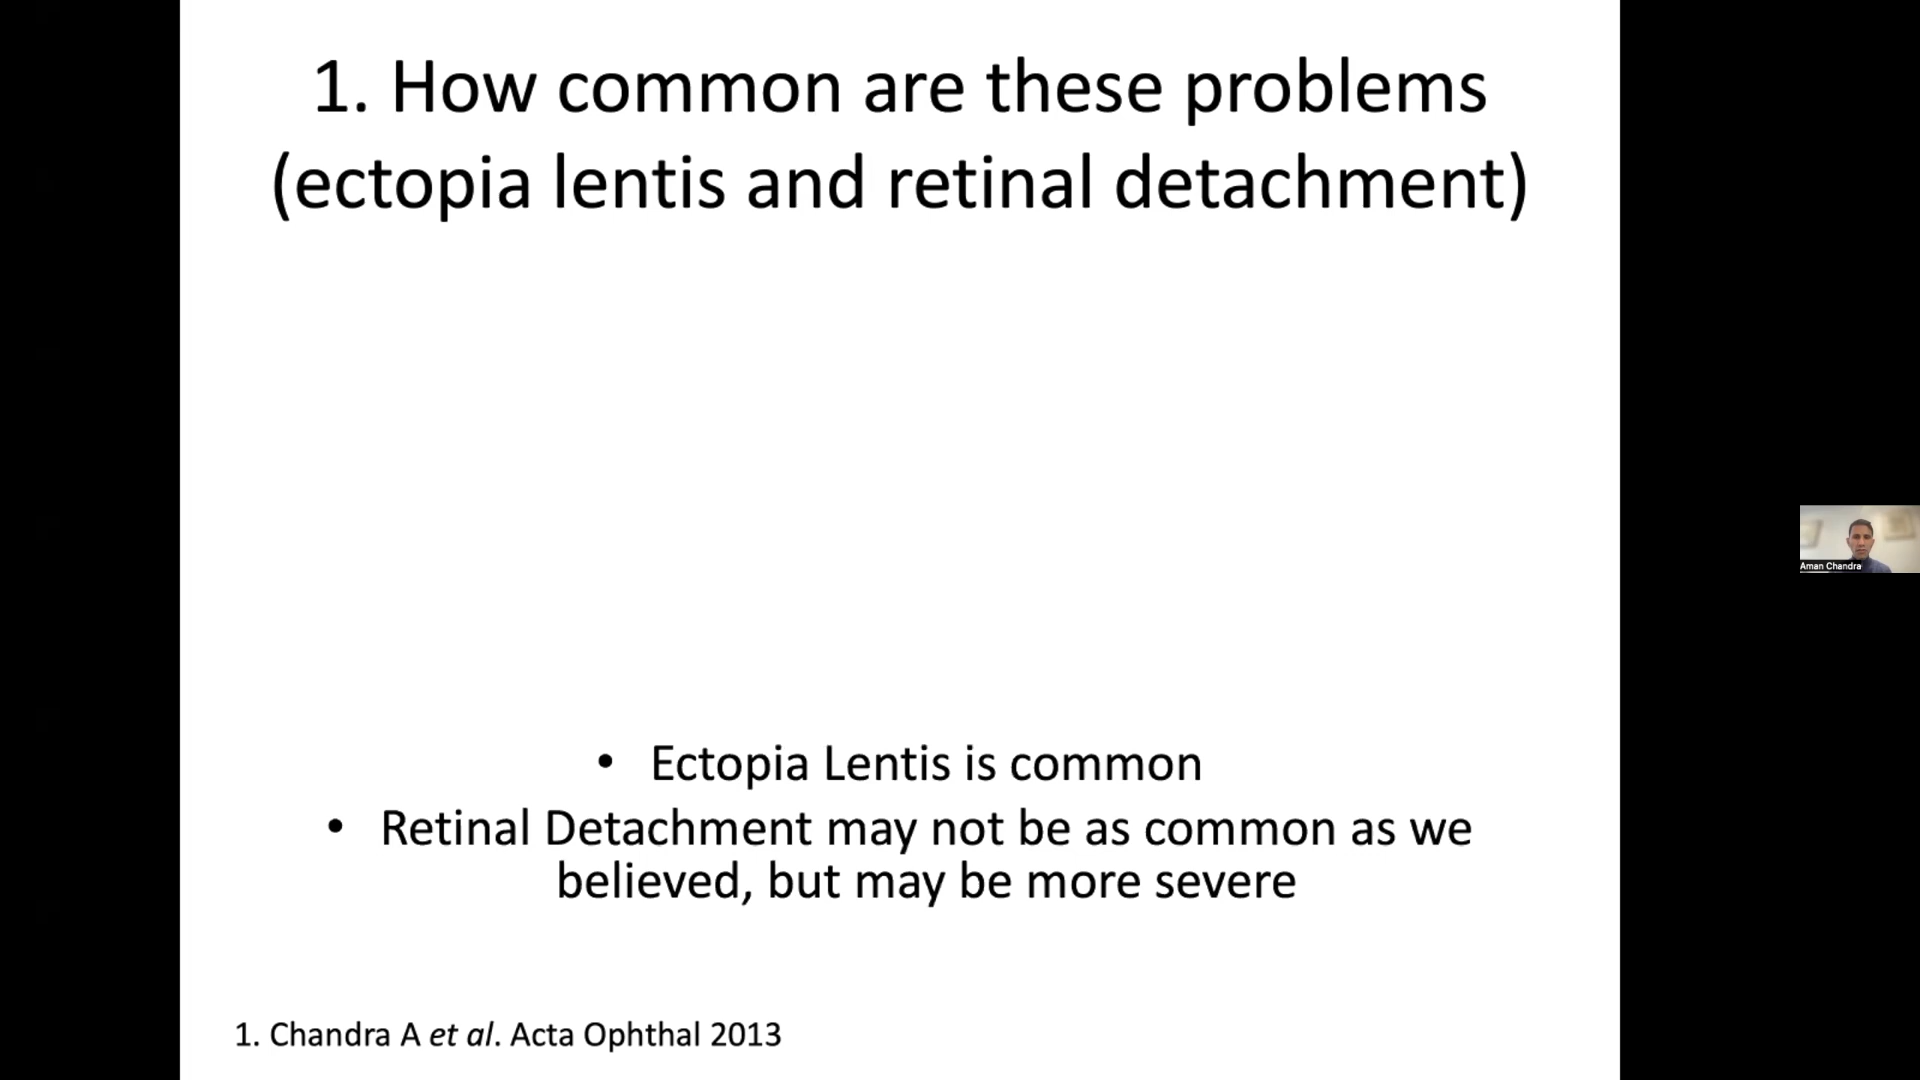 1. How common are these problems
(ectopia lentis and retinal detachment)
• Ectopia Lentis is common
• Retinal Detachment may not be as common as we
believed, but may be more severe
1. Chandra A et al. Acta Ophthal 2013
Aman Chandra